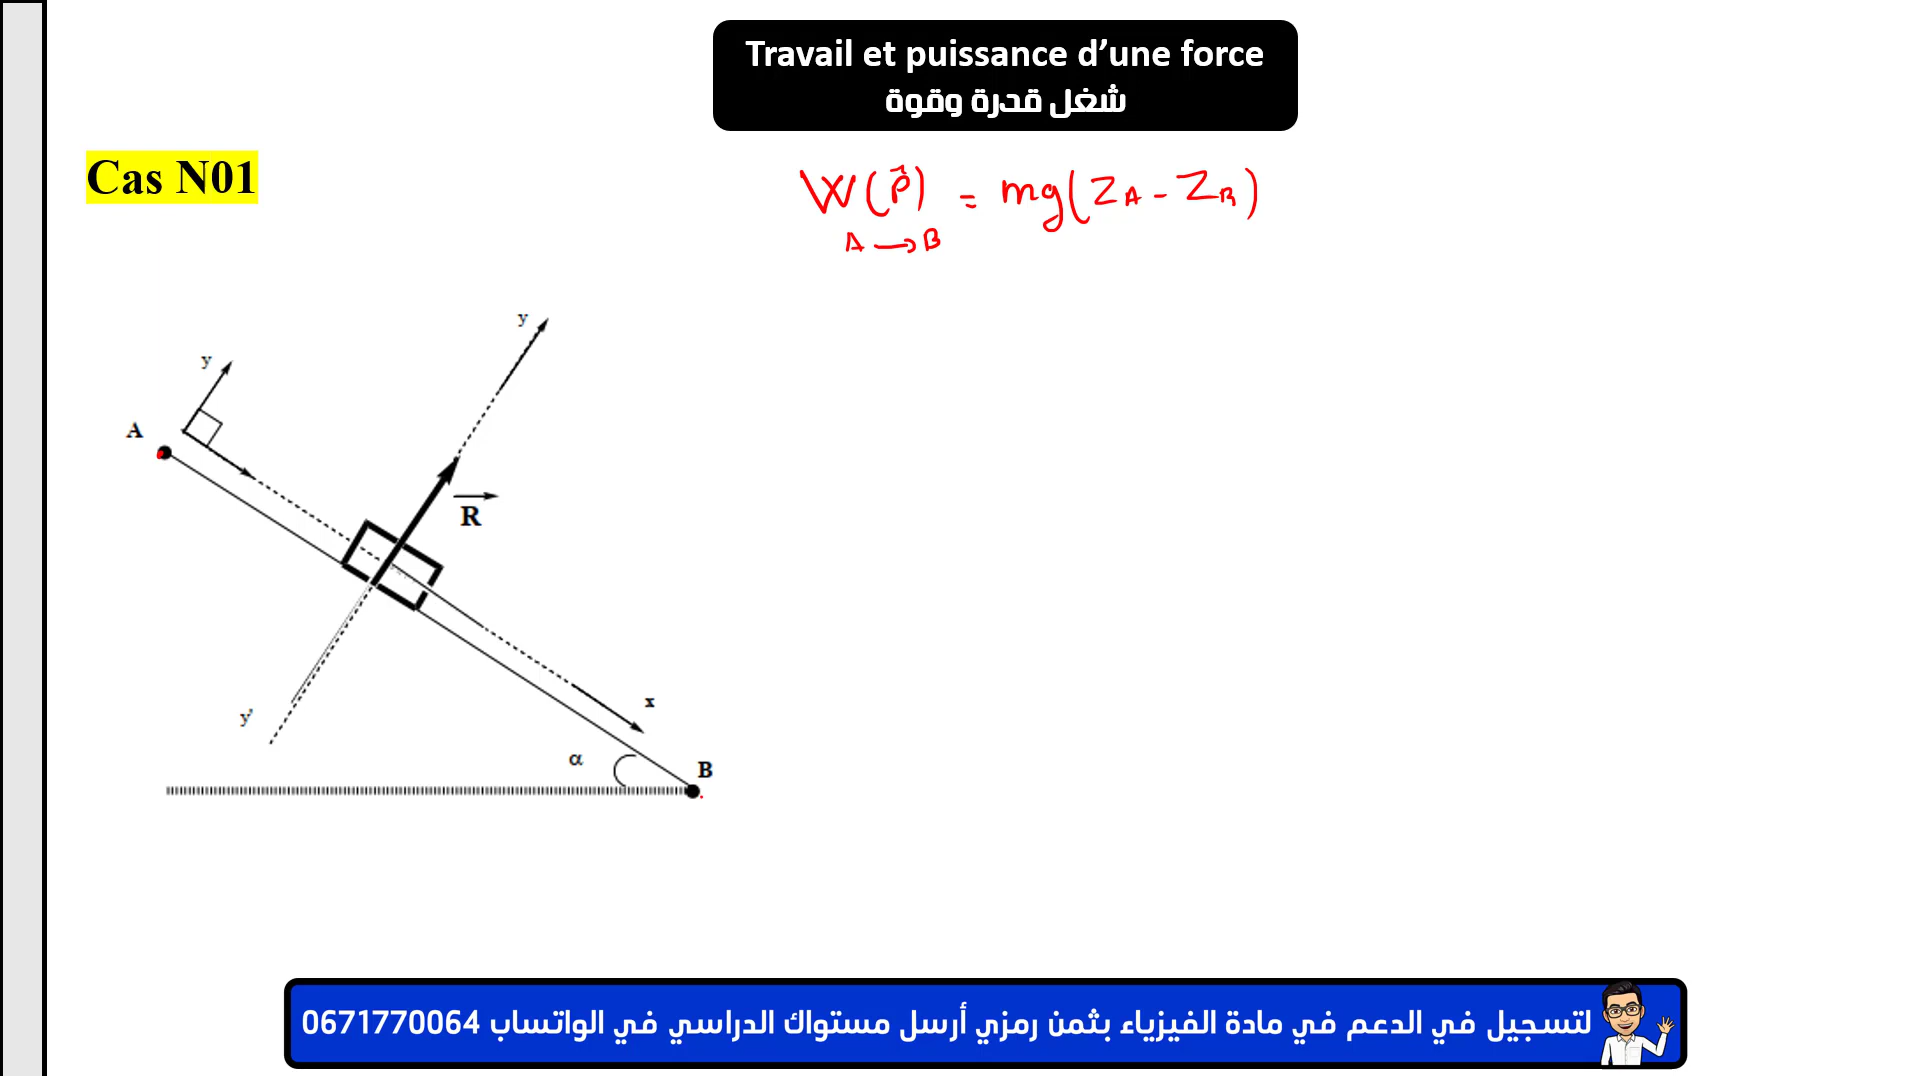 Travail et puissance d’une force
شغل قدرة وقوة
Cas N01
W(P) = mg(ZA - ZB)
A → B
y
y
A
R
x
y'
α
B
لتسجيل في الدعم في مادة الفيزياء بثمن رمزي أرسل مستواك الدراسي في الواتساب 0671770064